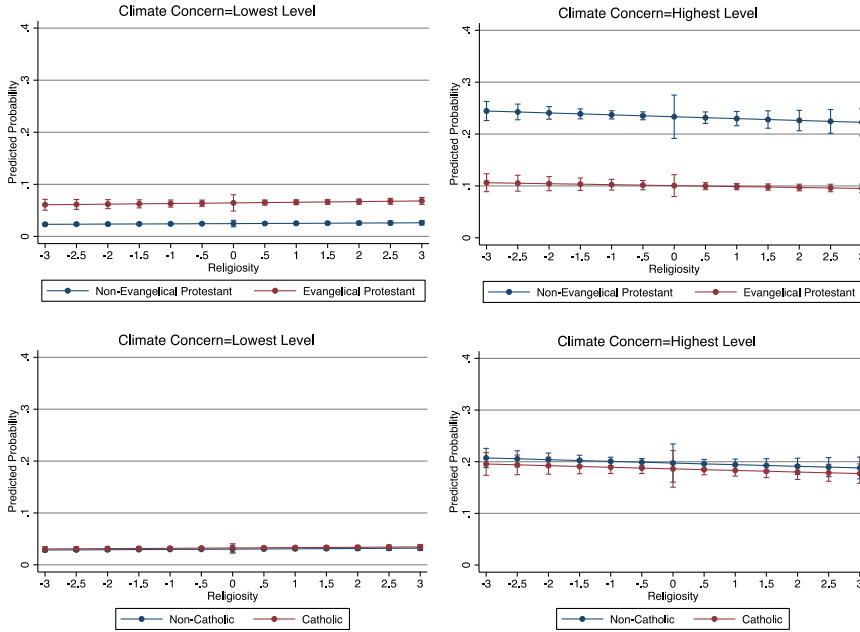 Climate Concern=Lowest Level
Predicted Probability
.4
.3
.2
.1
0
-3 -2.5 -2 -1.5 -1 -.5 0 .5 1 1.5 2 2.5 3
Religiosity
Non-Evangelical Protestant Evangelical Protestant
Climate Concern=Highest Level
Predicted Probability
.4
.3
.2
.1
0
-3 -2.5 -2 -1.5 -1 -.5 0 .5 1 1.5 2 2.5 3
Religiosity
Non-Evangelical Protestant Evangelical Protestant
Climate Concern=Lowest Level
Predicted Probability
.4
.3
.2
.1
0
-3 -2.5 -2 -1.5 -1 -.5 0 .5 1 1.5 2 2.5 3
Religiosity
Non-Catholic Catholic
Climate Concern=Highest Level
Predicted Probability
.4
.3
.2
.1
0
-3 -2.5 -2 -1.5 -1 -.5 0 .5 1 1.5 2 2.5 3
Religiosity
Non-Catholic Catholic